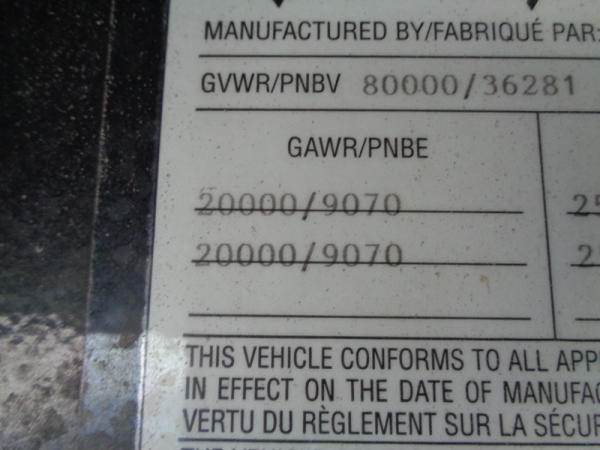 MANUFACTURED BY/FABRIQUÉ PAR:
GVWR/PNBV 80000/36281
GAWR/PNBE
20000/9070
20000/9070
THIS VEHICLE CONFORMS TO ALL
IN EFFECT ON THE DATE OF
VERTU DU RÈGLEMENT SUR LA